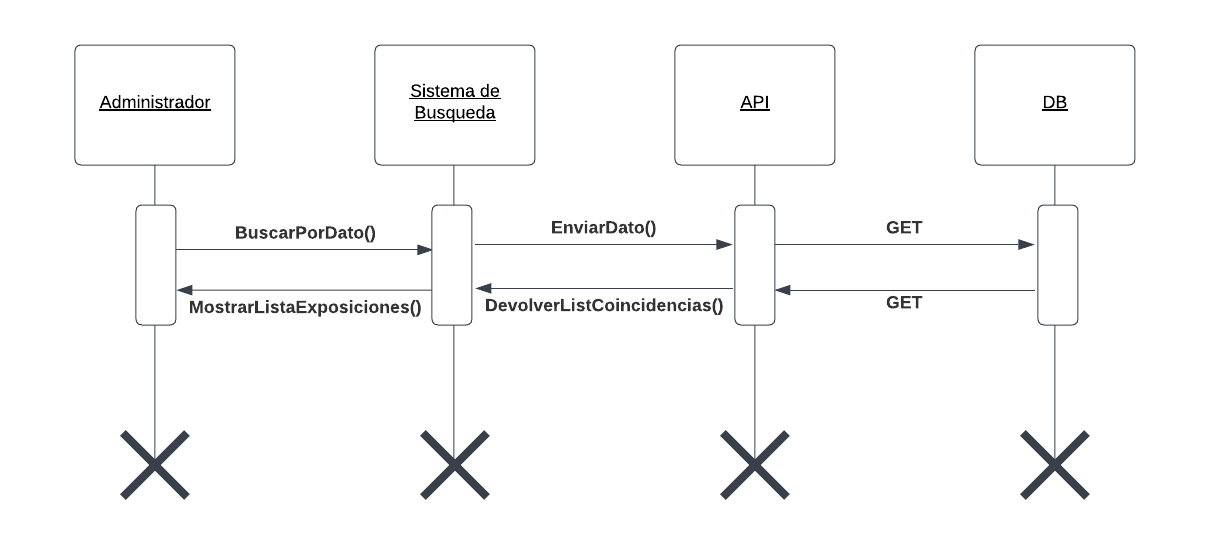 Administrador
Sistema de
Busqueda
API
DB
BuscarPorDato()
EnviarDato()
GET
MostrarListaExposiciones()
DevolverListCoincidencias()
GET